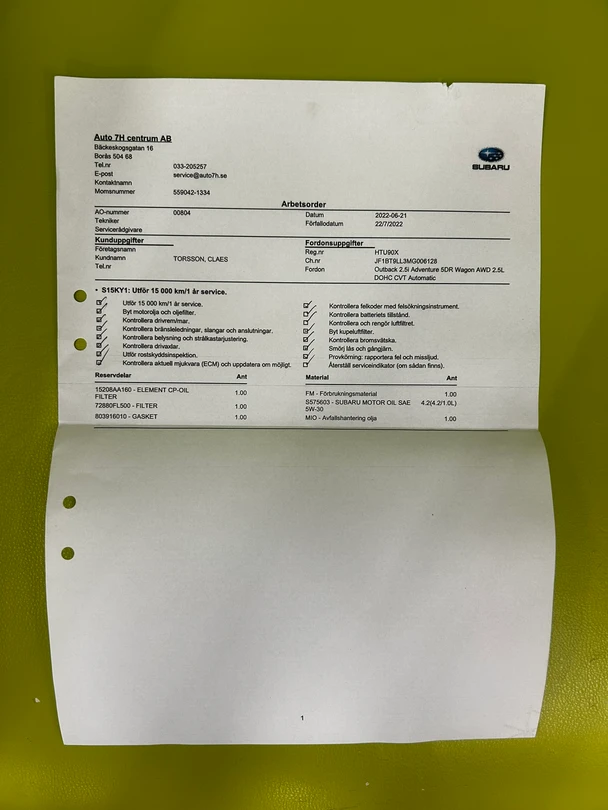 Auto 7H centrum AB
Bäckeskogsgatan 16
Borås 504 68
Tel.nr 033-205257
E-post service@auto7h.se
Kontaktnamn
Momsnummer 559042-1334
SUBARU
Arbetsorder
AO-nummer 00804 Datum 2022-06-21
Tekniker Förfallodatum 22/7/2022
Servicerådgivare
Kunduppgifter Fordonsuppgifter
Företagsnamn Reg.nr HTU90X
Kundnamn TORSSON, CLAES Ch.nr JF1BT9LL3MG006128
Tel.nr Fordon Outback 2.5i Adventure 5DR Wagon AWD 2.5L
DOHC CVT Automatic
• S15KY1: Utför 15 000 km/1 år service.
Utför 15 000 km/1 år service. Kontrollera felkoder med felsökningsinstrument.
Byt motorolja och oljefilter. Kontrollera batteriets tillstånd.
Kontrollera drivrem/mar. Kontrollera och rengör luftfiltret.
Kontrollera bränsleledningar, slangar och anslutningar. Byt kupeluftfilter.
Kontrollera belysning och strålkastarjustering. Kontrollera bromsvätska.
Kontrollera drivaxlar. Smörj lås och gångjärn.
Utför rostskyddsinspektion. Provkörning: rapportera fel och missljud.
Kontrollera aktuell mjukvara (ECM) och uppdatera om möjligt. Återställ serviceindikator (om sådan finns).
Reservdelar Ant Material Ant
15208AA160 - ELEMENT CP-OIL FILTER 1.00 FM - Förbrukningsmaterial 1.00
72880FL500 - FILTER 1.00 S575603 - SUBARU MOTOR OIL SAE 5W-30 4.2(4.2/1.0L)
803916010 - GASKET 1.00 MIO - Avfallshantering olja 1.00
1